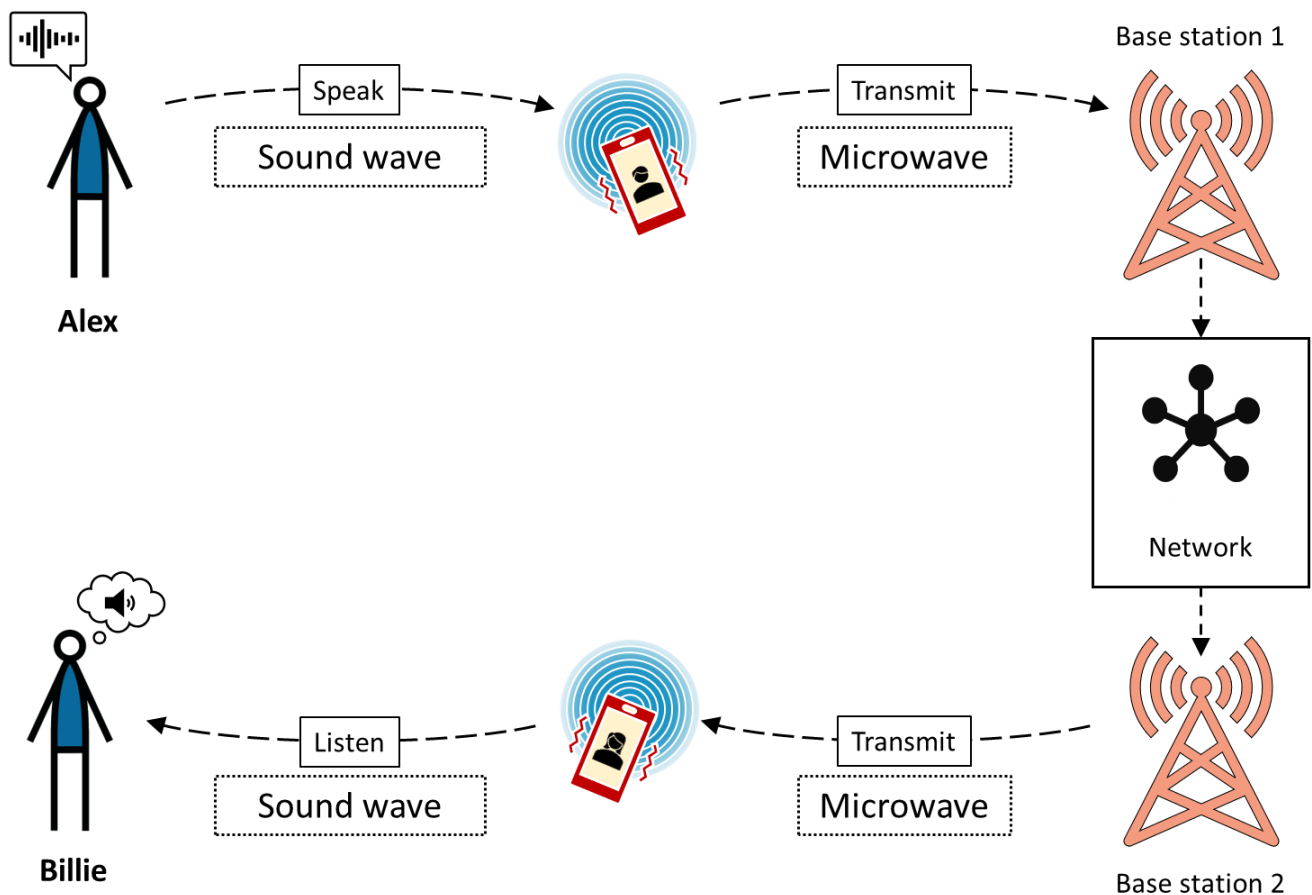 Base station 1
Speak
Transmit
Sound wave
Microwave
Alex
Network
Listen
Transmit
Sound wave
Microwave
Billie
Base station 2